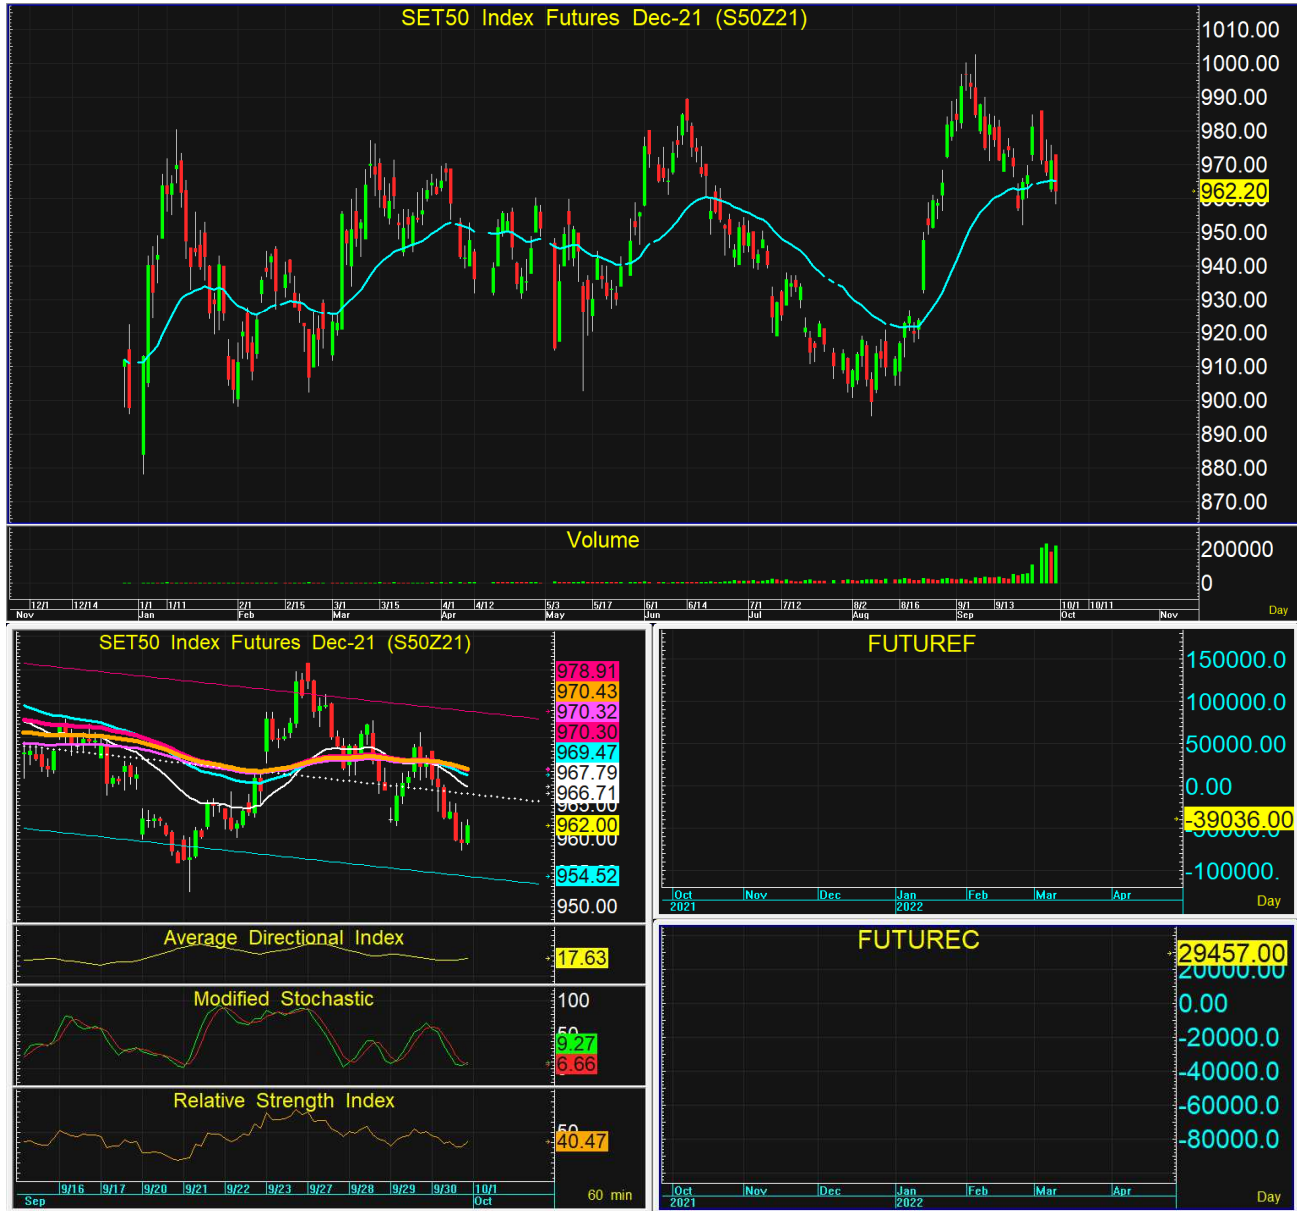 SET50 Index Futures Dec-21 (S50Z21)
1010.00
1000.00
990.00
980.00
970.00
962.20
950.00
940.00
930.00
920.00
910.00
900.00
890.00
880.00
870.00
Volume
200000
0
12/1 12/14 1/1 1/11 2/1 2/15 3/1 3/15 4/1 4/12 5/3 5/17 6/1 6/14 7/1 7/12 8/2 8/16 9/1 9/13 10/1 10/11
Nov Jan Feb Mar Apr May Jun Jul Aug Sep Oct Nov
Day
SET50 Index Futures Dec-21 (S50Z21)
978.91
970.43
970.32
970.30
969.47
967.79
966.71
965.00
962.00
960.00
954.52
950.00
Average Directional Index
17.63
Modified Stochastic
100
50
9.27
6.66
Relative Strength Index
50
40.47
9/16 9/17 9/20 9/21 9/22 9/23 9/27 9/28 9/29 9/30 10/1
Sep Oct
60 min
FUTUREF
150000.0
100000.0
50000.00
0.00
-39036.00
-100000.
Oct Nov Dec Jan Feb Mar Apr
2021 2022
Day
FUTUREC
29457.00
20000.00
0.00
-20000.0
-40000.0
-60000.0
-80000.0
Oct Nov Dec Jan Feb Mar Apr
2021 2022
Day